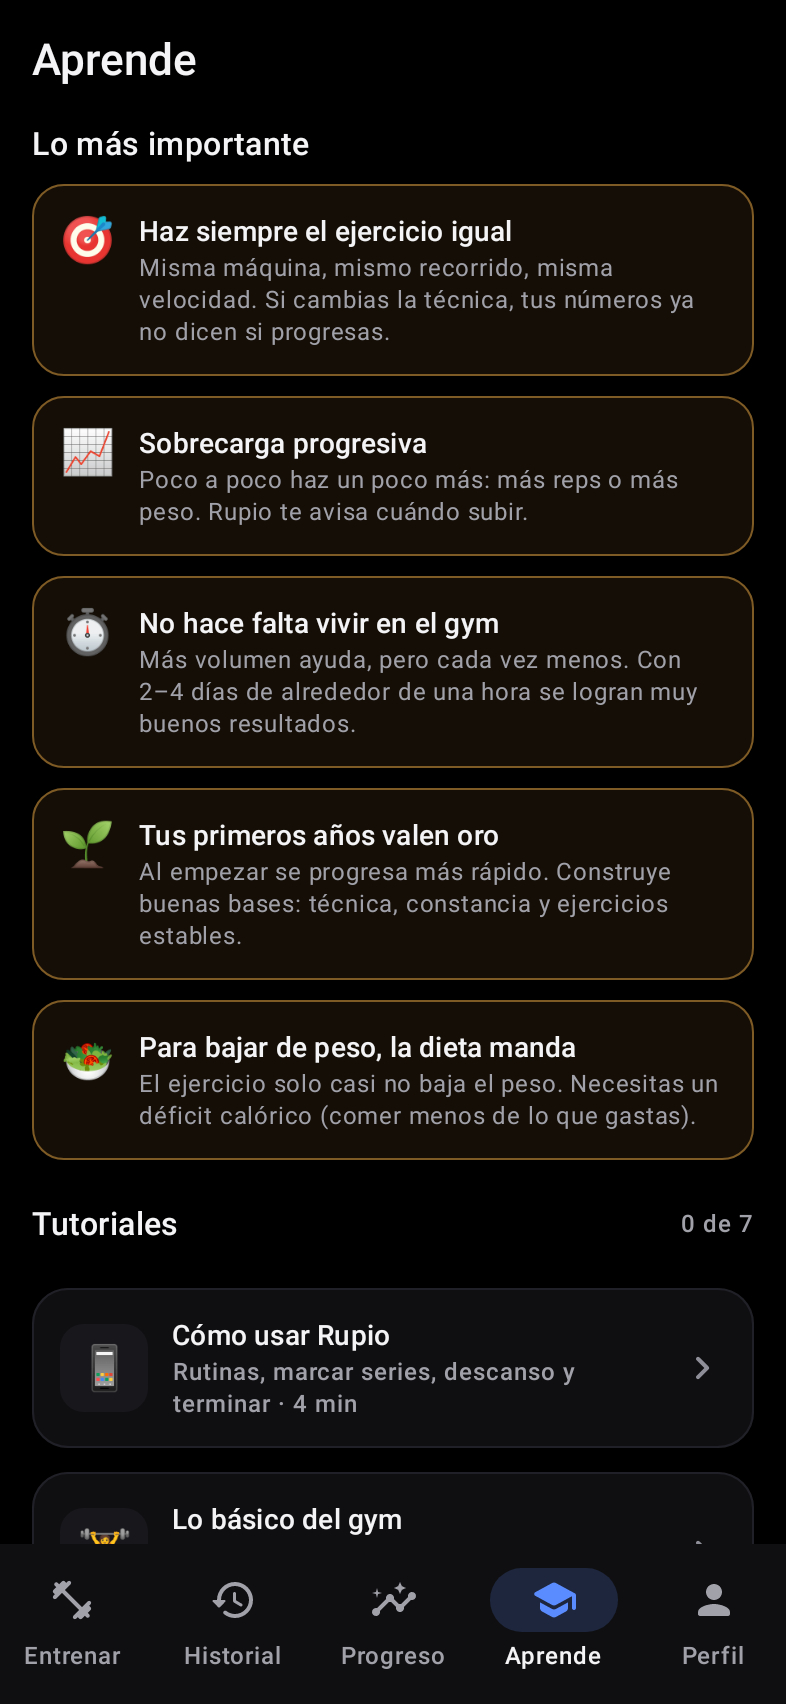 Aprende
Lo más importante
Haz siempre el ejercicio igual
Misma máquina, mismo recorrido, misma
velocidad. Si cambias la técnica, tus números ya
no dicen si progresas.
Sobrecarga progresiva
Poco a poco haz un poco más: más reps o más
peso. Rupio te avisa cuándo subir.
No hace falta vivir en el gym
Más volumen ayuda, pero cada vez menos. Con
2–4 días de alrededor de una hora se logran muy
buenos resultados.
Tus primeros años valen oro
Al empezar se progresa más rápido. Construye
buenas bases: técnica, constancia y ejercicios
estables.
Para bajar de peso, la dieta manda
El ejercicio solo casi no baja el peso. Necesitas un
déficit calórico (comer menos de lo que gastas).
Tutoriales
0 de 7
Cómo usar Rupio
Rutinas, marcar series, descanso y
terminar · 4 min
Lo básico del gym
Entrenar
Historial
Progreso
Aprende
Perfil